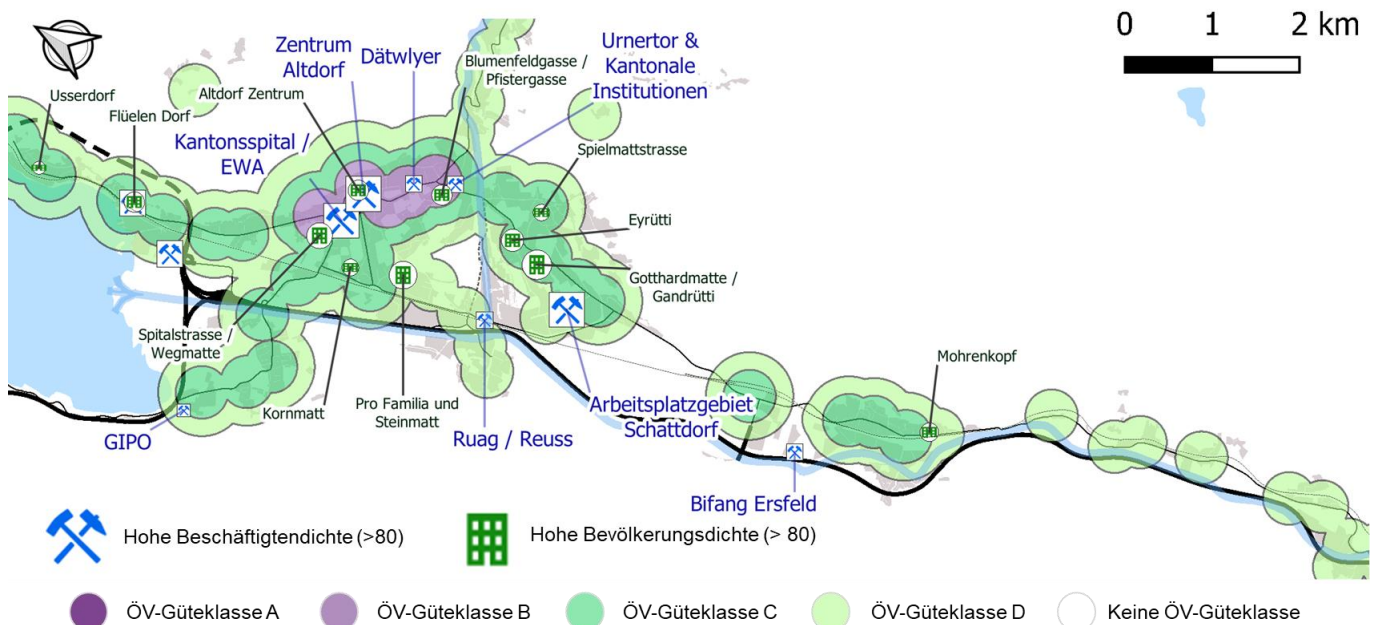 0 1 2 km
Zentrum
Altdorf
Dätwlyer
Blumenfeldgasse /
Pfistergasse
Urnertor &
Kantonale
Institutionen
Usserdorf
Flüelen Dorf
Altdorf Zentrum
Kantonsspital /
EWA
Spielmattstrasse
Eyrütti
Gotthardmatte /
Gandrütti
Spitalstrasse /
Wegmatte
Kornmatt
Pro Familia und
Steinmatt
Mohrenkopf
GIPO
Ruag / Reuss
Arbeitsplatzgebiet
Schattdorf
Bifang Ersfeld
Hohe Beschäftigtendichte (>80)
Hohe Bevölkerungsdichte (> 80)
ÖV-Güteklasse A
ÖV-Güteklasse B
ÖV-Güteklasse C
ÖV-Güteklasse D
Keine ÖV-Güteklasse